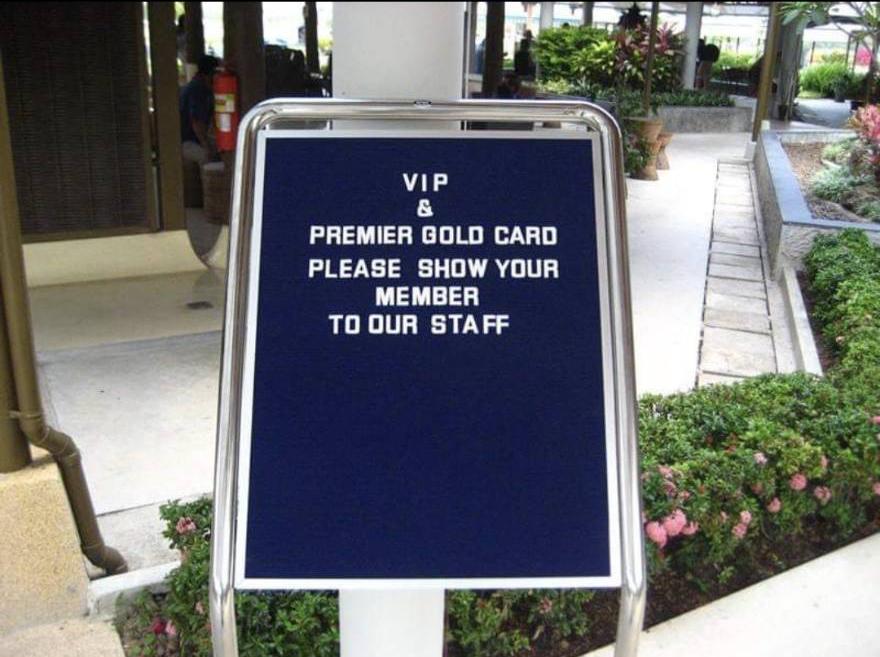 VIP
&
PREMIER GOLD CARD
PLEASE SHOW YOUR
MEMBER
TO OUR STAFF